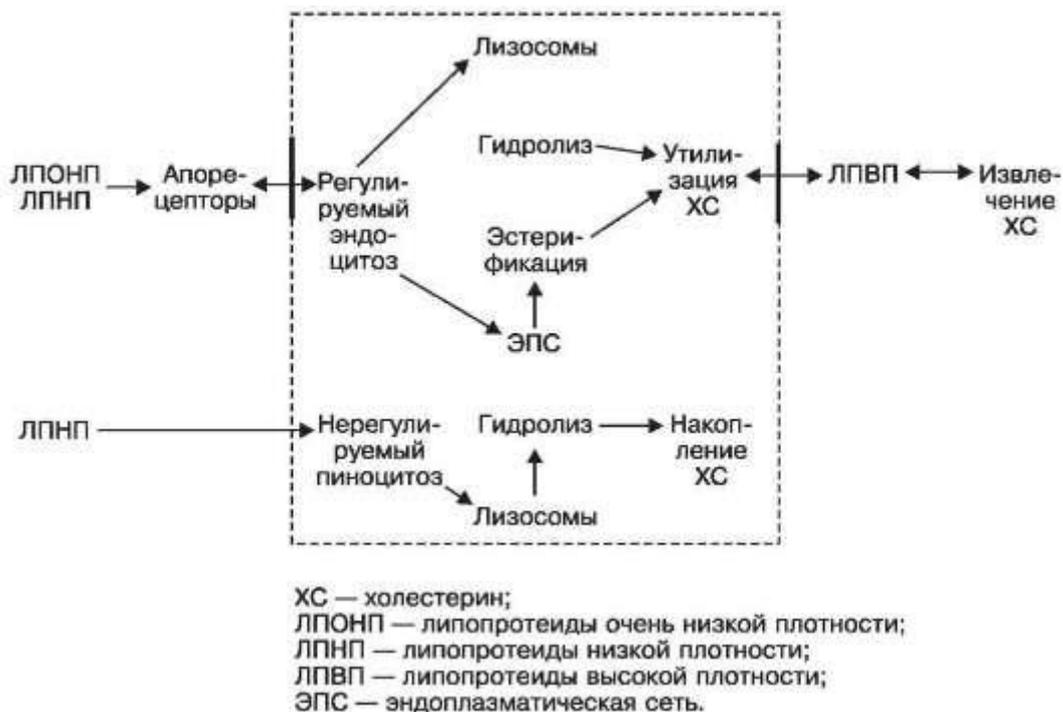 Лизосомы
Гидролиз
ЛПОНП
ЛПНП
Апоре-
цепторы
Регули-
руемый
эндо-
цитоз
Утили-
зация
ХС
ЛПВП
Извле-
чение
ХС
Эстери-
фикация
ЭПС
ЛПНП
Нерегули-
руемый
пиноцитоз
Гидролиз
Накоп-
ление
ХС
Лизосомы
ХС — холестерин;
ЛПОНП — липопротеиды очень низкой плотности;
ЛПНП — липопротеиды низкой плотности;
ЛПВП — липопротеиды высокой плотности;
ЭПС — эндоплазматическая сеть.